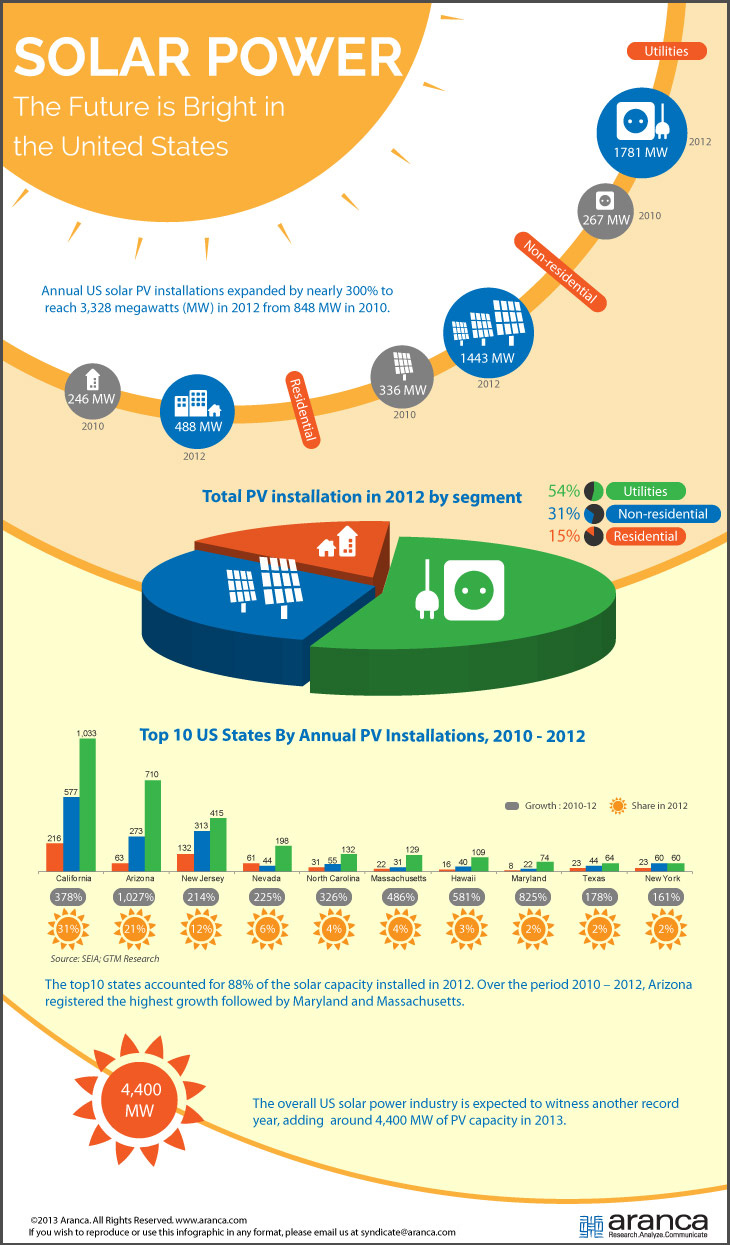 SOLAR POWER
The Future is Bright in
the United States
Utilities
1781 MW
2012
267 MW
2010
Non-residential
Annual US solar PV installations expanded by nearly 300% to
reach 3,328 megawatts (MW) in 2012 from 848 MW in 2010.
1443 MW
2012
336 MW
2010
Residential
246 MW
2010
488 MW
2012
Total PV installation in 2012 by segment
54% Utilities
31% Non-residential
15% Residential
Top 10 US States By Annual PV Installations, 2010 - 2012
Growth : 2010-12 Share in 2012
216 577 1,033
63 273 710
132 313 415
61 44 198
31 55 132
22 31 129
16 40 109
8 22 74
23 44 64
23 60 60
California Arizona New Jersey Nevada North Carolina Massachusetts Hawaii Maryland Texas New York
378% 1,027% 214% 225% 326% 486% 581% 825% 178% 161%
31% 21% 12% 6% 4% 4% 3% 2% 2% 2%
Source: SEIA; GTM Research
The top10 states accounted for 88% of the solar capacity installed in 2012. Over the period 2010 – 2012, Arizona
registered the highest growth followed by Maryland and Massachusetts.
4,400
MW
The overall US solar power industry is expected to witness another record
year, adding around 4,400 MW of PV capacity in 2013.
©2013 Aranca. All Rights Reserved. www.aranca.com
If you wish to reproduce or use this infographic in any format, please email us at syndicate@aranca.com
aranca
Research.Analyze.Communicate